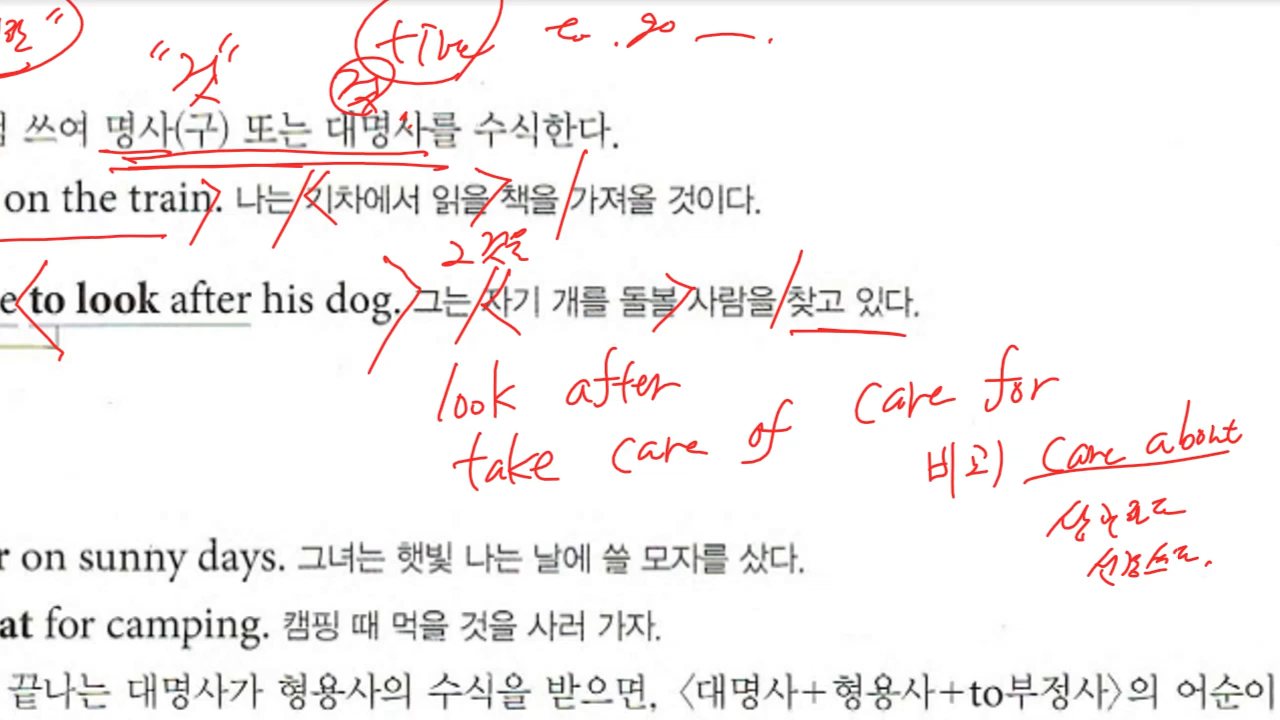 "것" tive to . go —.
쓰여 명사(구) 또는 대명사를 수식한다.
on the train. 나는 기차에서 읽을 책을 가져올 것이다.
to look after his dog. 그는 자기 개를 돌볼 사람을 찾고 있다.
look after
care for
take care of
비고) care about
신경쓰고.
on sunny days. 그녀는 햇빛 나는 날에 쓸 모자를 샀다.
at for camping. 캠핑 때 먹을 것을 사러 가자.
끝나는 대명사가 형용사의 수식을 받으면, 〈대명사+형용사+to부정사〉의 어순이